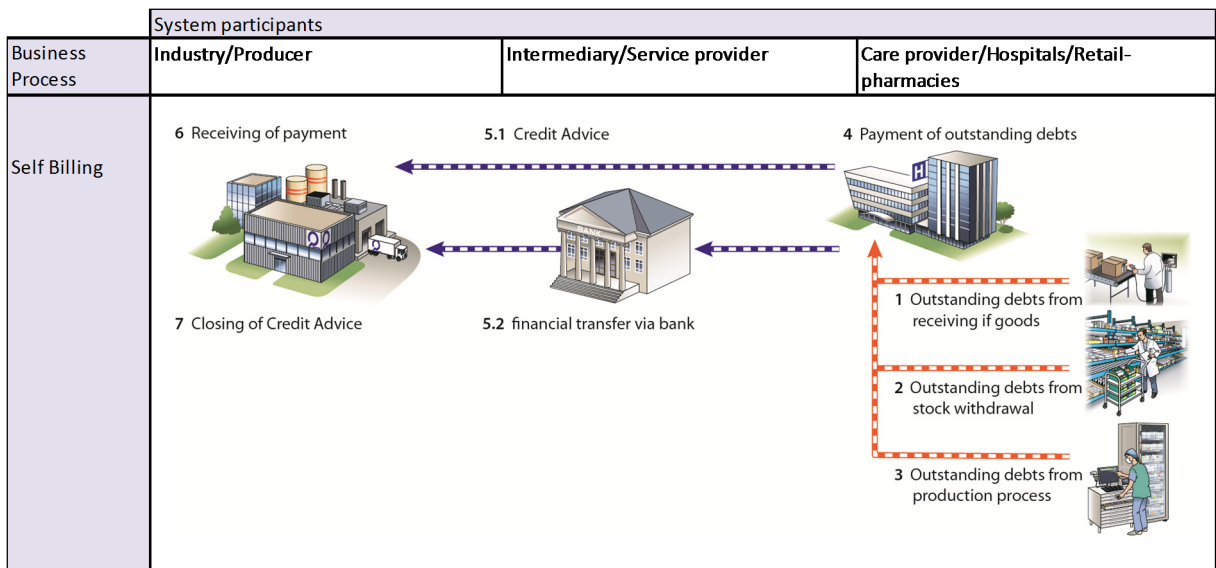 System participants
Business
Process
Industry/Producer
Intermediary/Service provider
Care provider/Hospitals/Retail-
pharmacies
Self Billing
6 Receiving of payment
5.1 Credit Advice
4 Payment of outstanding debts
H
BANK
1 Outstanding debts from
receiving if goods
7 Closing of Credit Advice
5.2 financial transfer via bank
2 Outstanding debts from
stock withdrawal
3 Outstanding debts from
production process